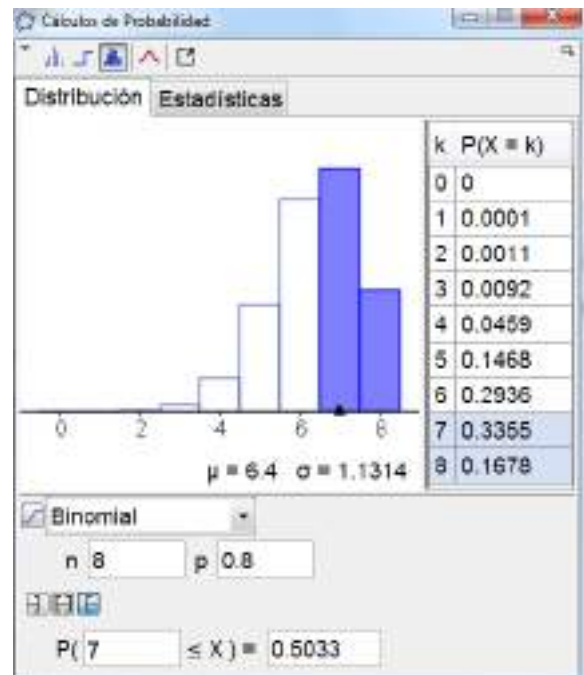 Cálculos de Probabilidad
Distribución Estadísticas
k P(X = k)
0 0
1 0.0001
2 0.0011
3 0.0092
4 0.0459
5 0.1468
6 0.2936
7 0.3355
8 0.1678
0 2 4 6 8
μ = 6.4 σ = 1.1314
Binomial
n 8 p 0.8
P( 7 ≤ X ) = 0.5033